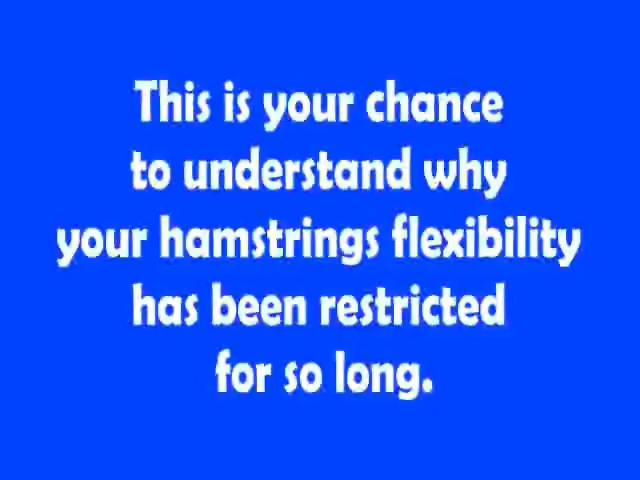 This is your chance
to understand why
your hamstrings flexibility
has been restricted
for so long.